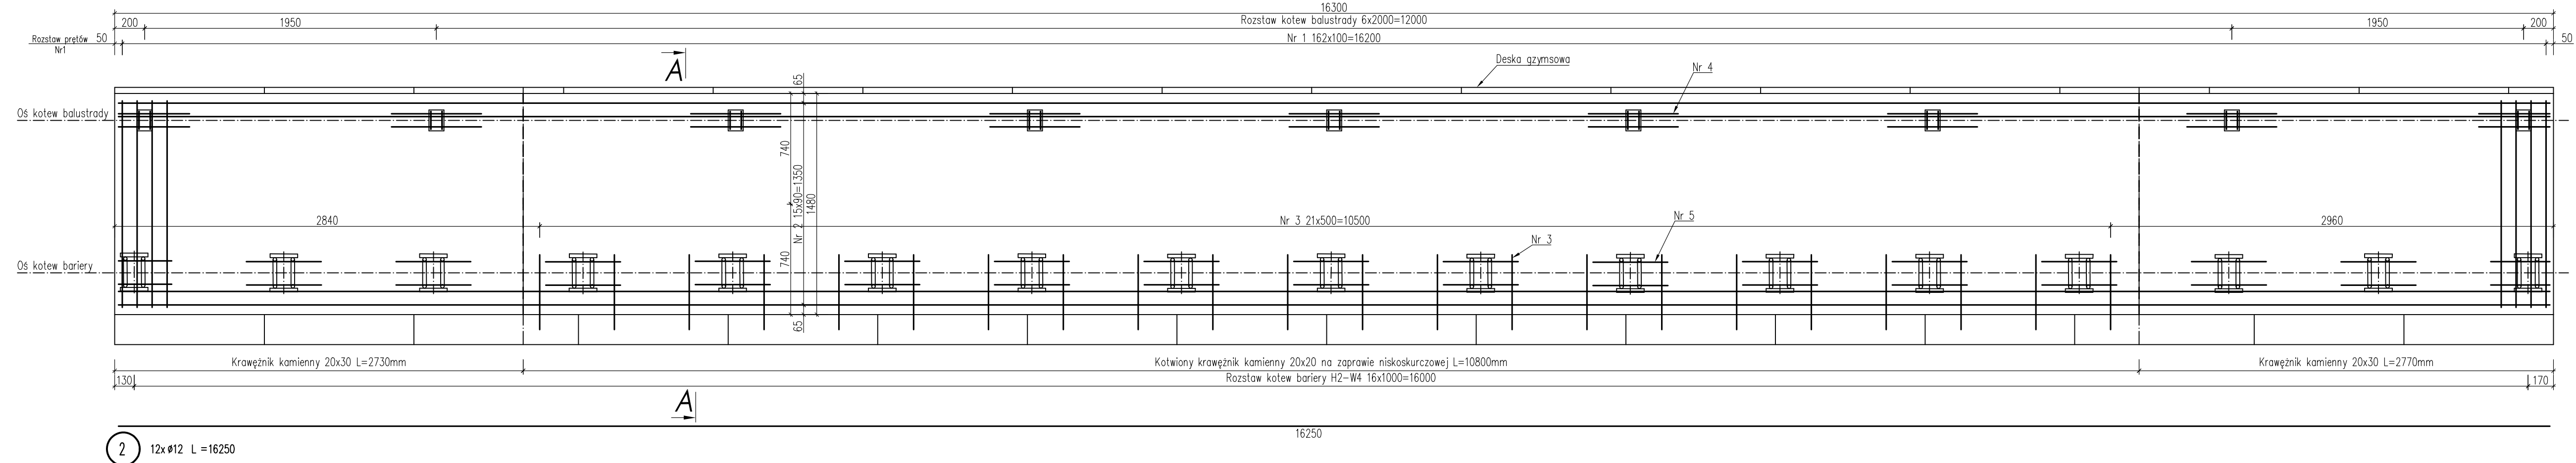 16300
200 1950 Rozstaw kotew balustrady 6x2000=12000 1950 200
Rozstaw prętów 50 Nr 1 162x100=16200 50
Nr1
A
65
Deska gzymsowa
Nr 4
Oś kotew balustrady
740
Nr 2 15x90=1350
1480
2840 Nr 3 21x500=10500 Nr 5 2960
Nr 3
740
Oś kotew bariery
65
Krawężnik kamienny 20x30 L=2730mm Kotwiony krawężnik kamienny 20x20 na zaprawie niskoskurczowej L=10800mm Krawężnik kamienny 20x30 L=2770mm
130 Rozstaw kotew bariery H2-W4 16x1000=16000 170
A
16250
2 12xø12 L =16250